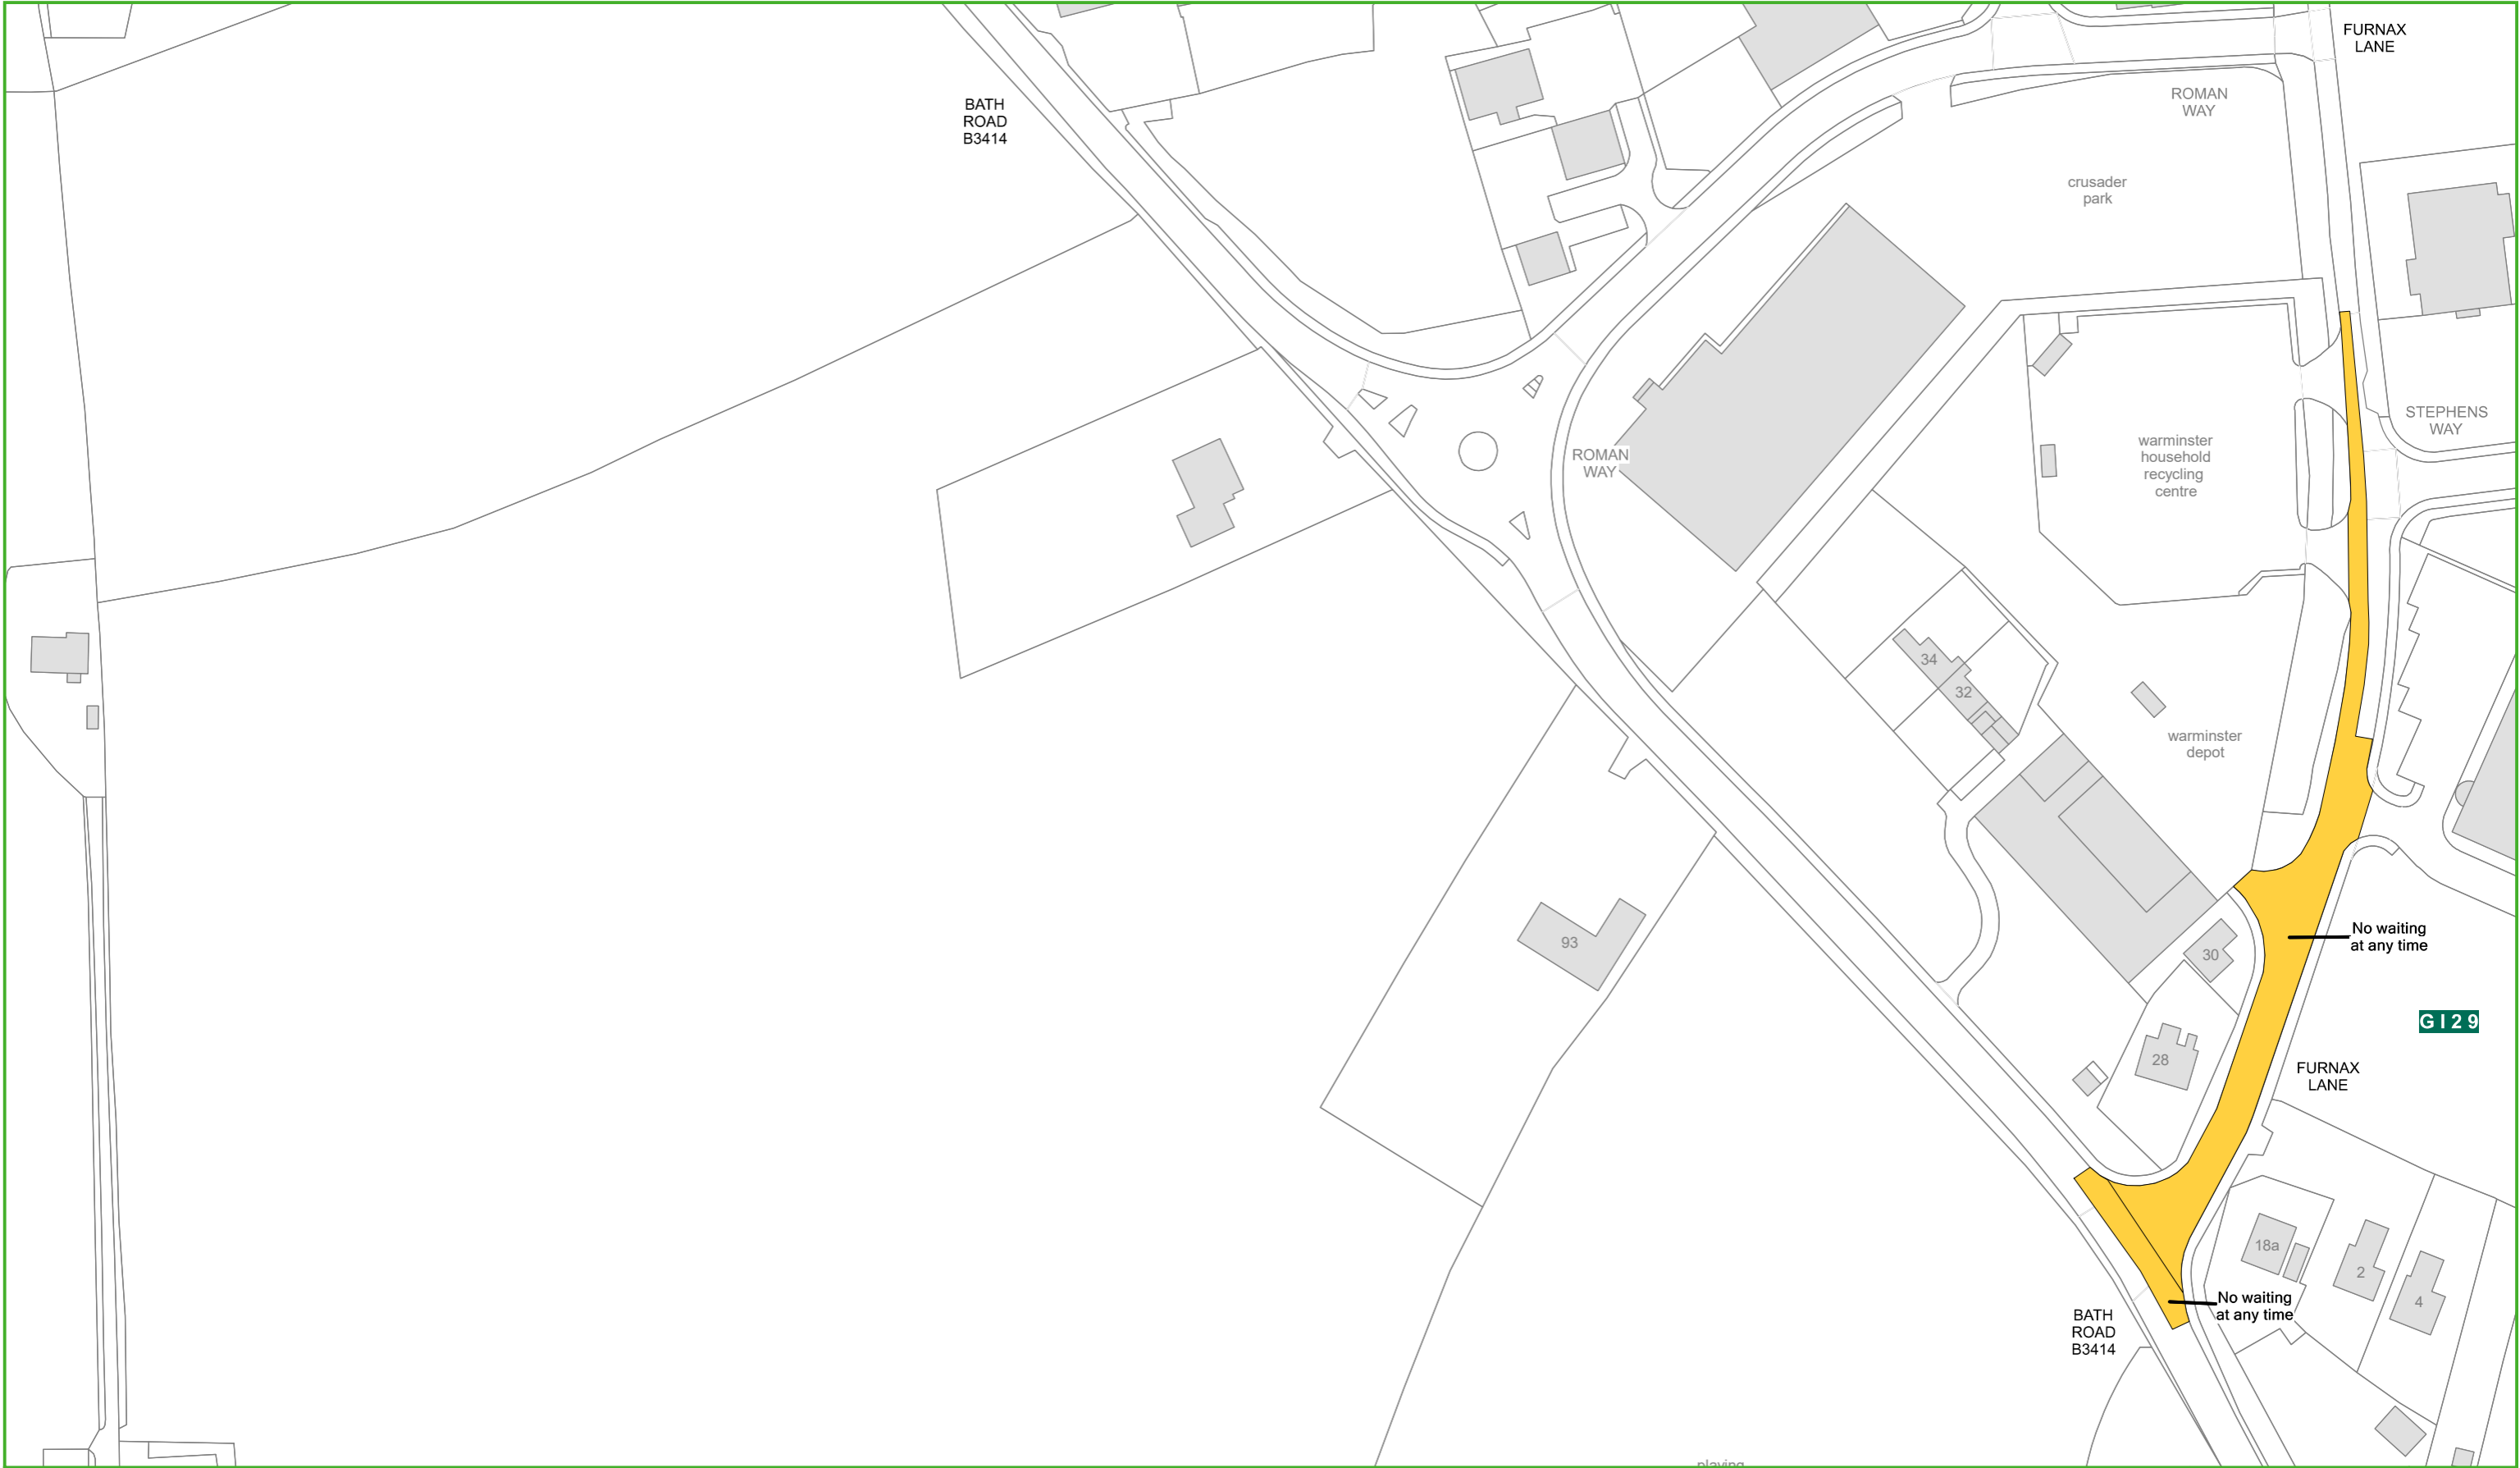 FURNAX
LANE
BATH
ROAD
B3414
ROMAN
WAY
crusader
park
STEPHENS
WAY
ROMAN
WAY
warminster
household
recycling
centre
34
32
warminster
depot
93
30
No waiting
at any time
G I 2 9
28
FURNAX
LANE
18a
2
4
No waiting
at any time
BATH
ROAD
B3414
playing